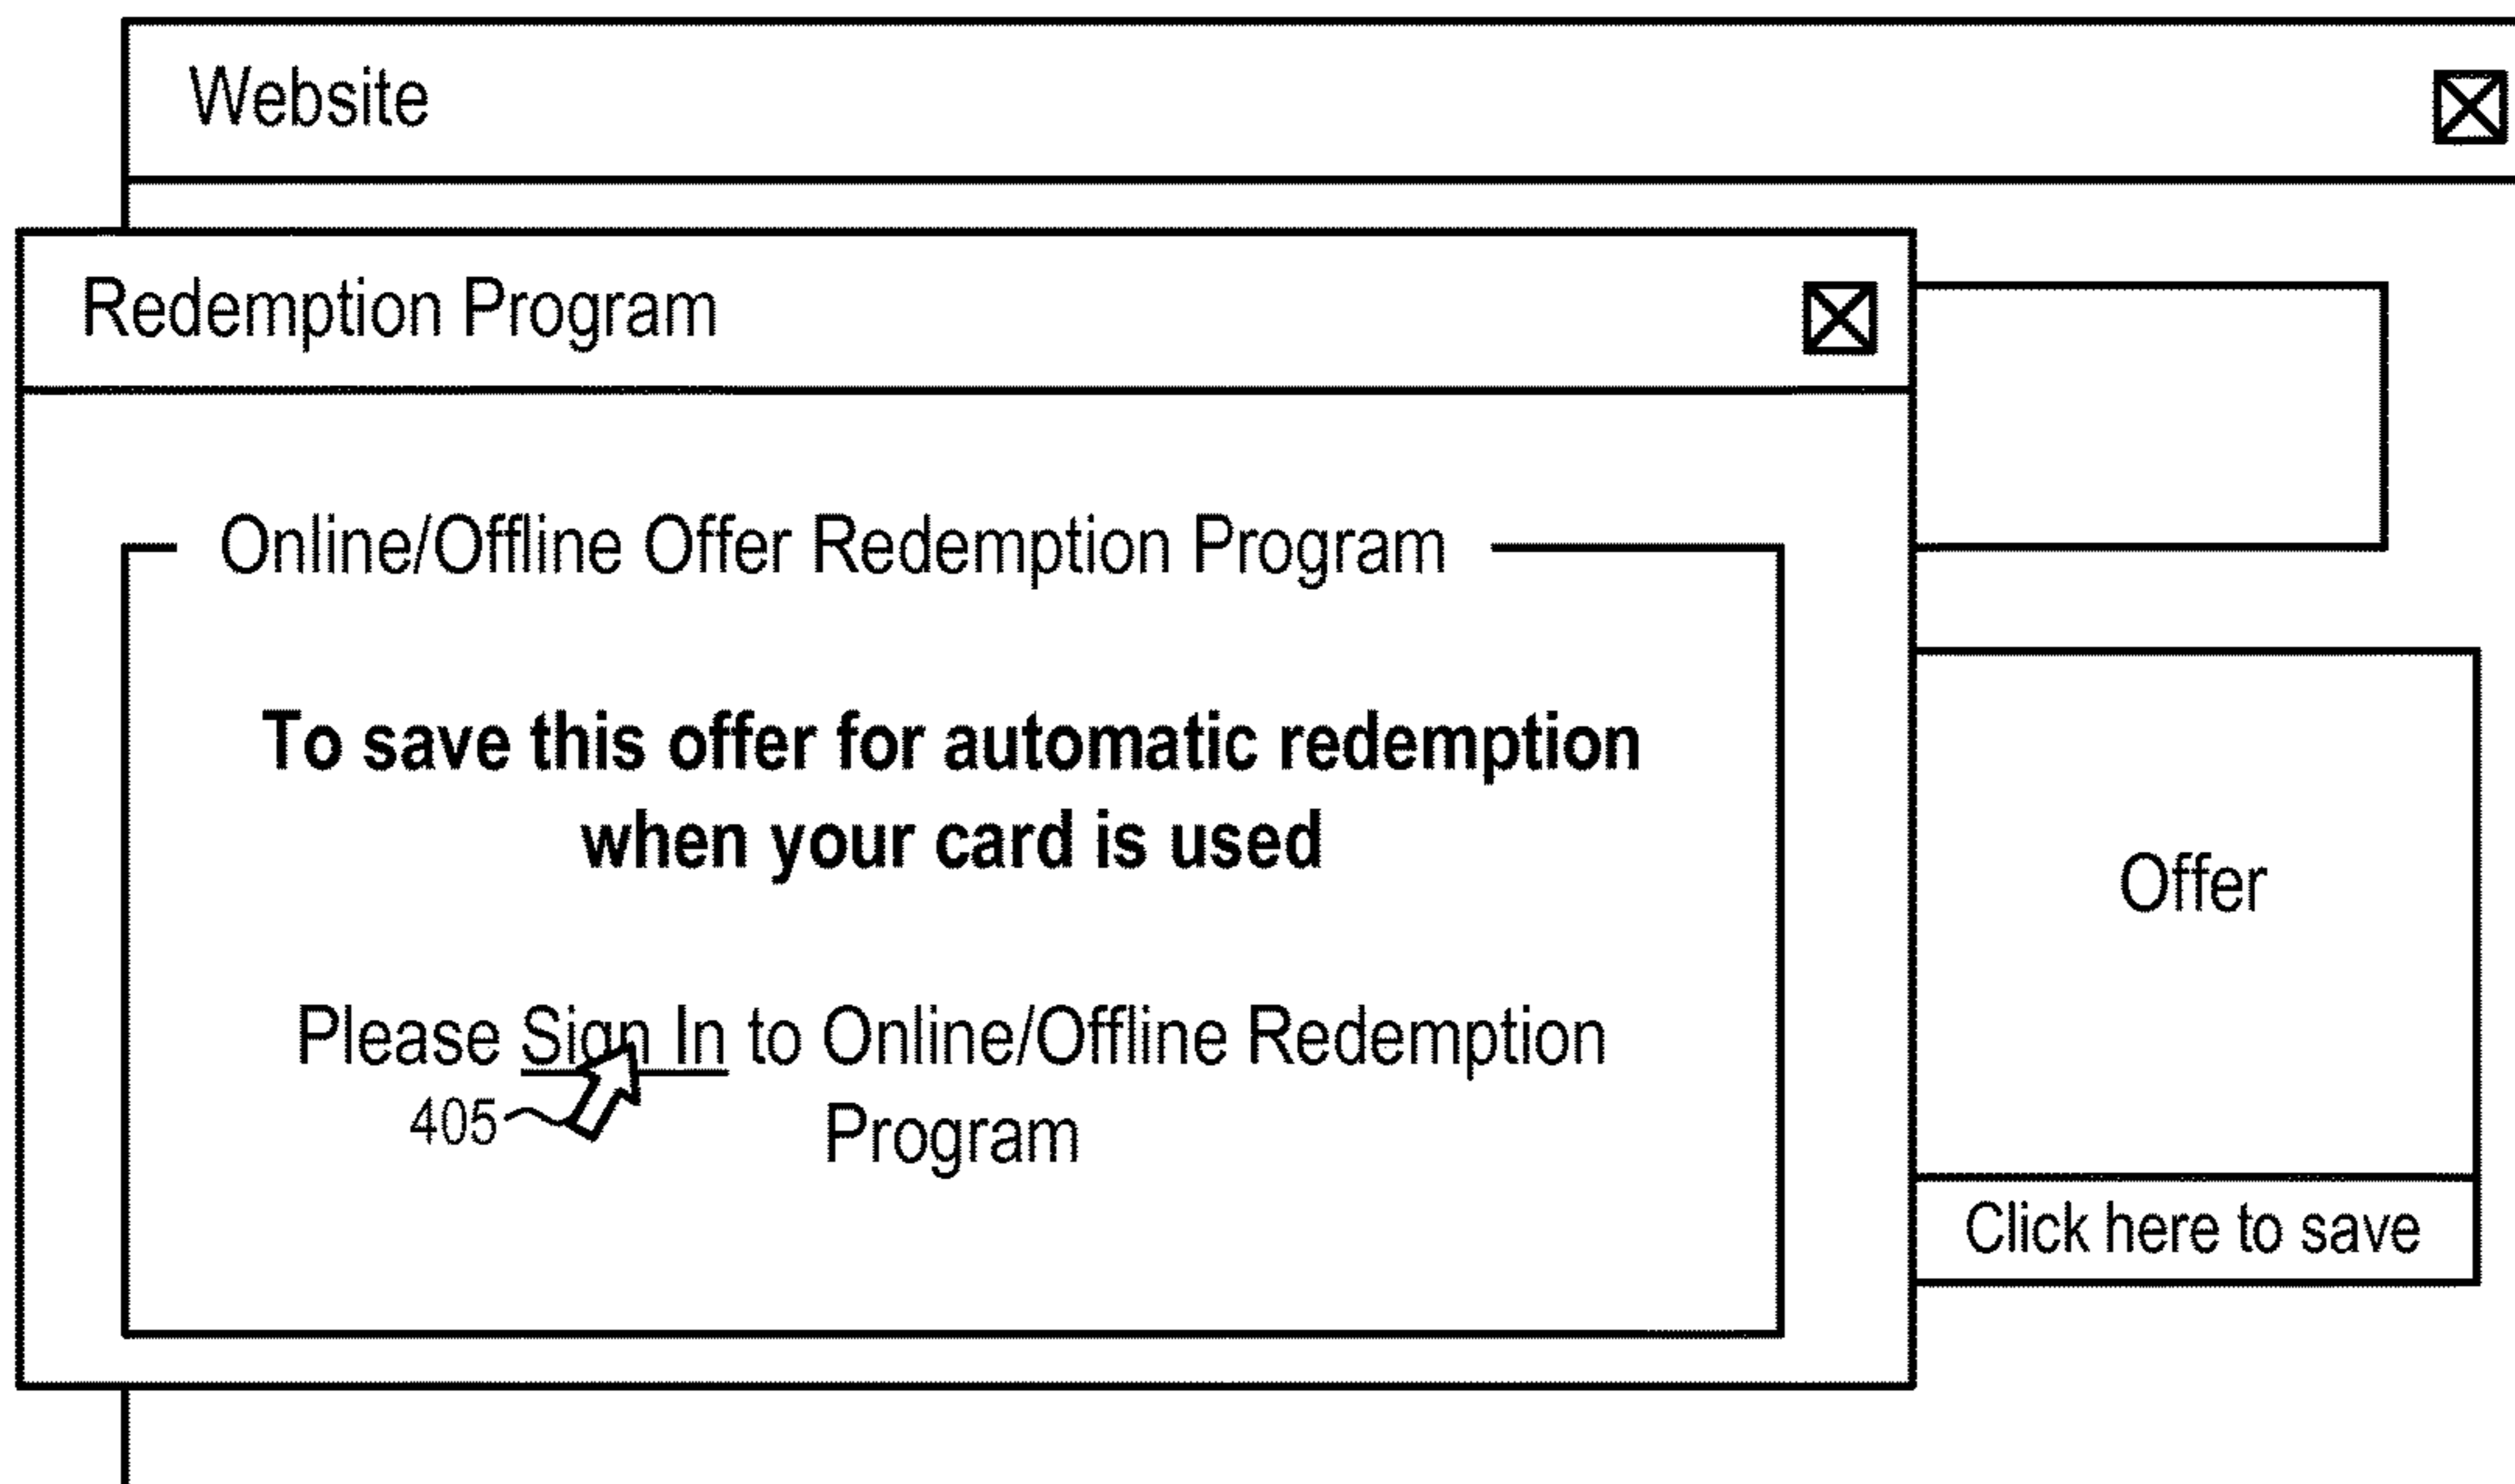 Website
Redemption Program
Online/Offline Offer Redemption Program
To save this offer for automatic redemption
when your card is used
Please Sign In to Online/Offline Redemption
405
Program
Offer
Click here to save